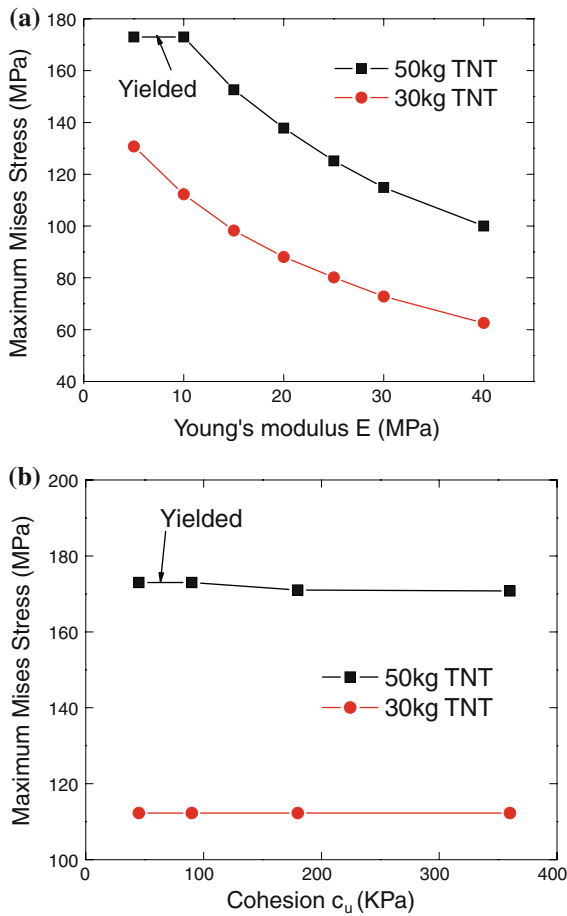 (a)
180
160
140
120
100
80
60
40
Maximum Mises Stress (MPa)
Yielded
50kg TNT
30kg TNT
0 10 20 30 40
Young's modulus E (MPa)
(b)
200
180
160
140
120
100
Maximum Mises Stress (MPa)
Yielded
50kg TNT
30kg TNT
0 100 200 300 400
Cohesion cᵤ (KPa)